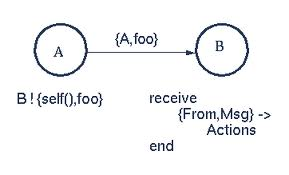 {A,foo}
A
B
B ! {self(),foo}
receive
{From,Msg} ->
Actions
end